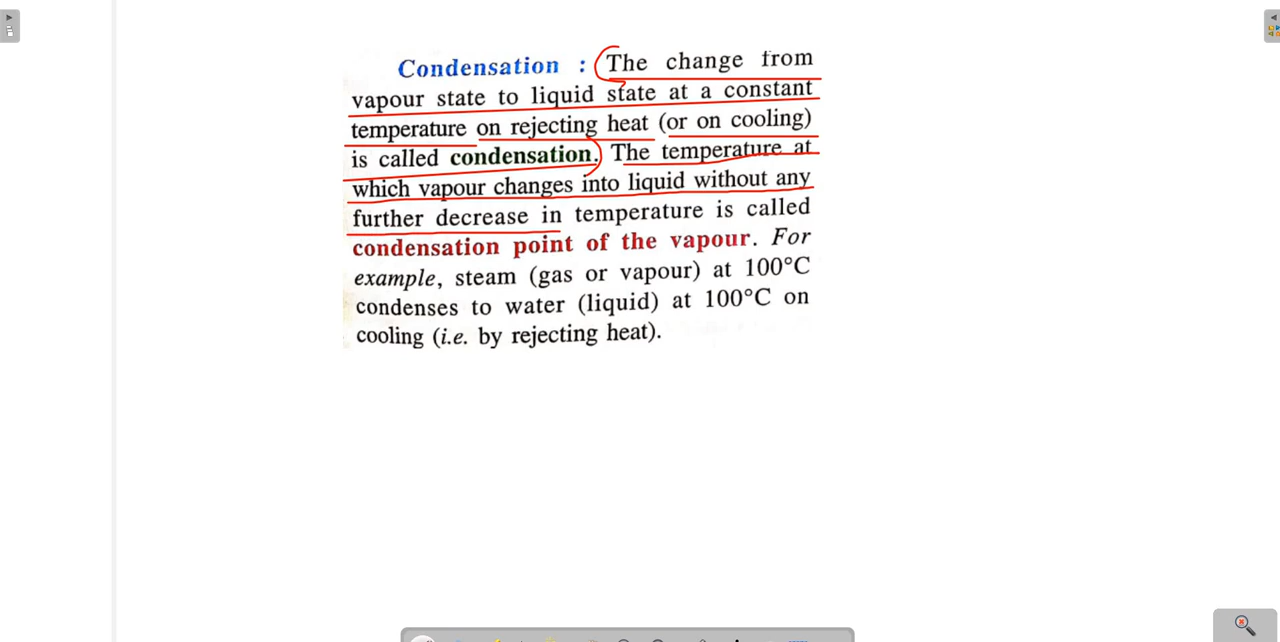 Condensation : The change from
vapour state to liquid state at a constant
temperature on rejecting heat (or on cooling)
is called condensation. The temperature at
which vapour changes into liquid without any
further decrease in temperature is called
condensation point of the vapour. For
example, steam (gas or vapour) at 100°C
condenses to water (liquid) at 100°C on
cooling (i.e. by rejecting heat).